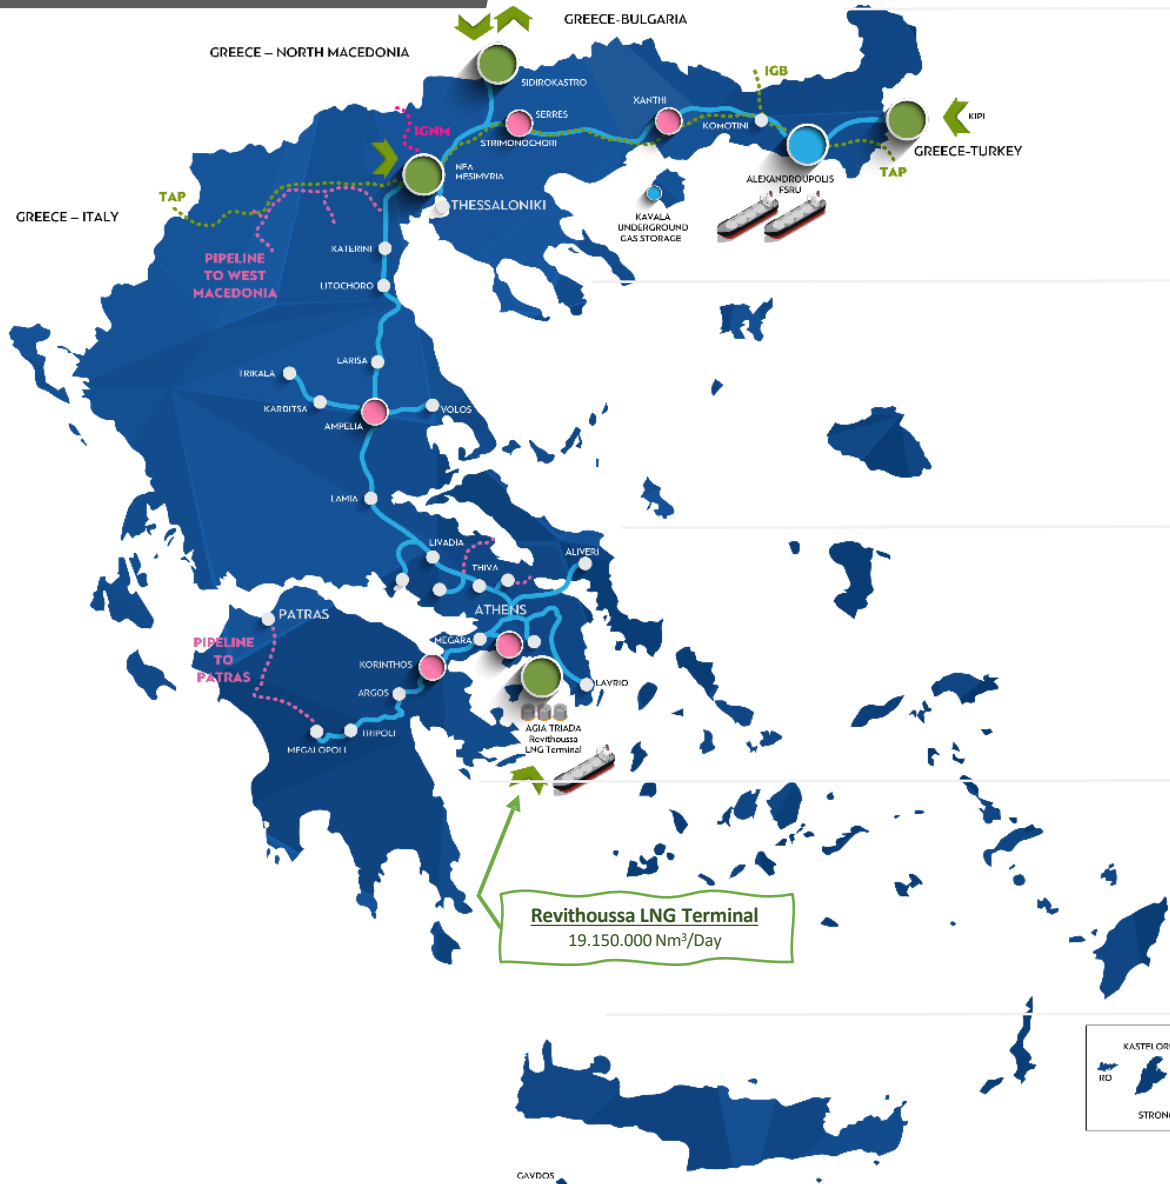 GREECE-BULGARIA
GREECE – NORTH MACEDONIA
SIDIROKASTRO
IGB
XANTHI
SERRES
KOMOTINI
KIPI
IGNM
STRIMONOCHORI
GREECE-TURKEY
NEA
MESIMVRIA
TAP
ALEXANDROUPOLIS
FSRU
TAP
THESSALONIKI
GREECE – ITALY
KAVALA
UNDERGROUND
GAS STORAGE
KATERINI
PIPELINE
TO WEST
MACEDONIA
LITOCHORO
LARISA
TRIKALA
KARDITSA
VOLOS
AMPELIA
LAMIA
LIVADIA
ALIVERI
THIVA
ATHENS
PATRAS
MEGARA
PIPELINE
TO
PATRAS
KORINTHOS
LAVRIO
ARGOS
AGIA TRIADA
Revithoussa
LNG Terminal
TRIPOLI
MEGALOPOLI
Revithoussa LNG Terminal
19.150.000 Nm³/Day
KASTELORI
RO
STRONG
GAVDOS